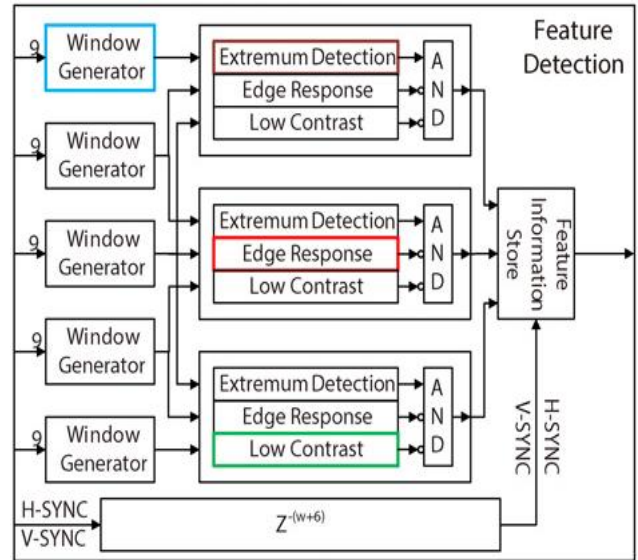 Feature
Detection
9
Window
Generator
9
Window
Generator
9
Window
Generator
9
Window
Generator
9
Window
Generator
Extremum Detection
Edge Response
Low Contrast
A
N
D
Extremum Detection
Edge Response
Low Contrast
A
N
D
Extremum Detection
Edge Response
Low Contrast
A
N
D
Feature
Information
Store
H-SYNC
V-SYNC
H-SYNC
V-SYNC
Z-(w+6)